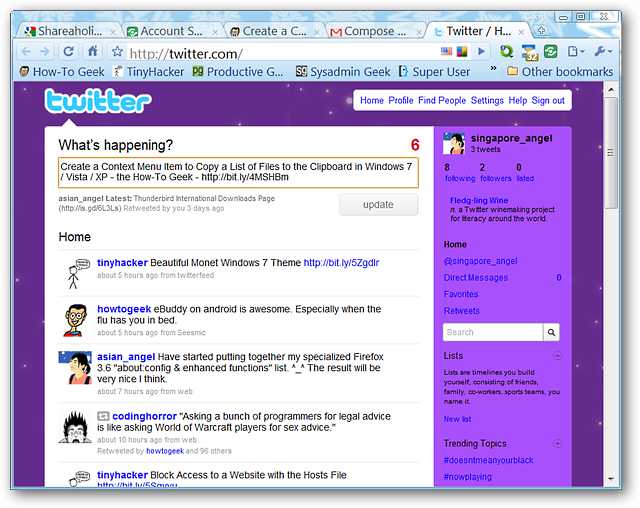 Shareaholi...
Account S...
Create a C...
Compose ...
Twitter / H...
http://twitter.com/
32
How-To Geek
TinyHacker
Productive G...
Sysadmin Geek
Super User
»
Other bookmarks
twitter
Home Profile Find People Settings Help Sign out
What's happening?
6
Create a Context Menu Item to Copy a List of Files to the Clipboard in Windows 7
/ Vista / XP - the How-To Geek - http://bit.ly/4MSHBm
asian_angel Latest: Thunderbird International Downloads Page
(http://is.gd/6L3Ls) Retweeted by you 3 days ago
update
Home
tinyhacker Beautiful Monet Windows 7 Theme http://bit.ly/5ZgdIr
about 5 hours ago from twitterfeed
howtogeek eBuddy on android is awesome. Especially when the
flu has you in bed.
about 5 hours ago from Seesmic
asian_angel Have started putting together my specialized Firefox
3.6 "about:config & enhanced functions" list. ^_^ The result will be
very nice I think.
about 7 hours ago from web
codinghorror "Asking a bunch of programmers for legal advice
is like asking World of Warcraft players for sex advice."
about 10 hours ago from web
Retweeted by howtogeek and 96 others
tinyhacker Block Access to a Website with the Hosts File
singapore_angel
3 tweets
8 2 0
following followers listed
Fledg·ling Wine
n. a Twitter winemaking project
for literacy around the world.
Home
@singapore_angel
Direct Messages 0
Favorites
Retweets
Search
Lists
Lists are timelines you build
yourself, consisting of friends,
family, co-workers, sports teams, you
name it.
New list
Trending Topics
#doesntmeanyourblack
#nowplaying